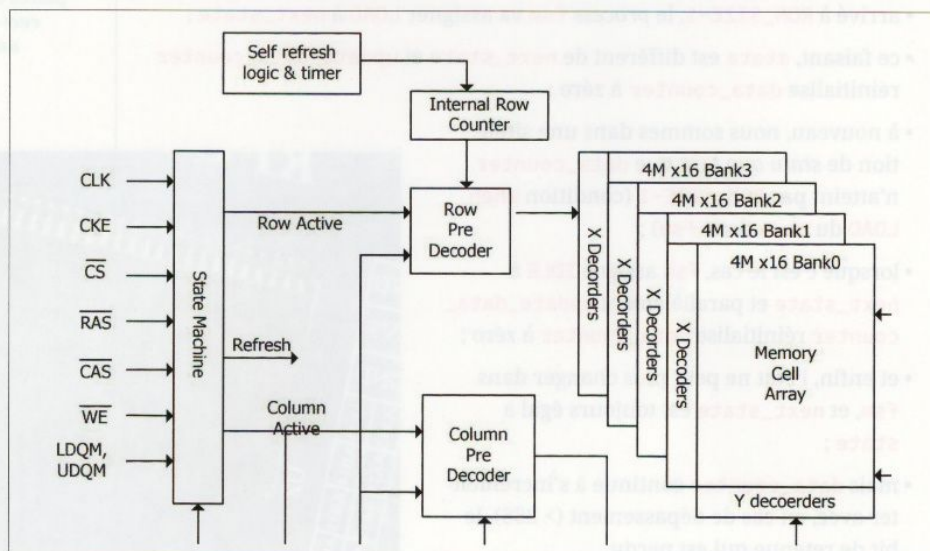 Self refresh
logic & timer
Internal Row
Counter
CLK
CKE
CS
RAS
CAS
WE
LDQM,
UDQM
State Machine
Row Active
Refresh
Column
Active
Row
Pre
Decoder
Column
Pre
Decoder
4M x16 Bank3
4M x16 Bank2
4M x16 Bank1
4M x16 Bank0
X Decorders
X Decorders
X Decorders
X Decoders
Memory
Cell
Array
Y decorders